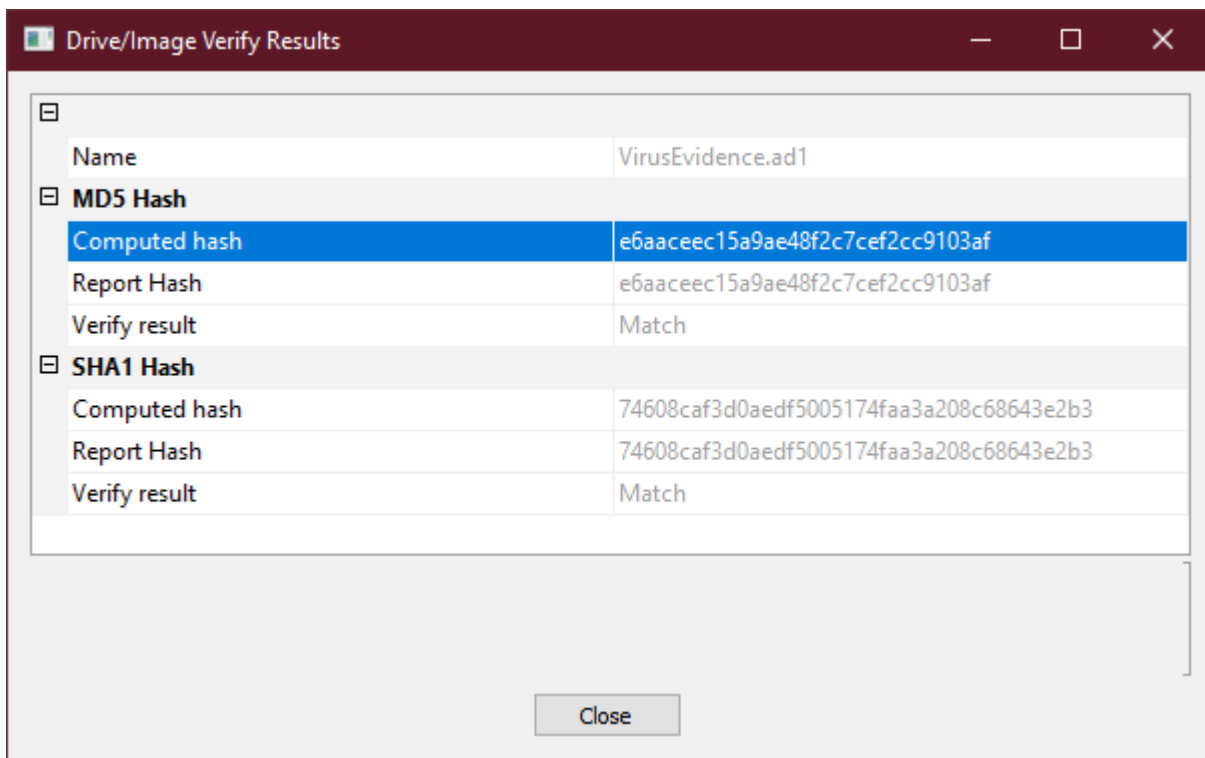 Drive/Image Verify Results
Name VirusEvidence.ad1
MD5 Hash
Computed hash e6aaceec15a9ae48f2c7cef2cc9103af
Report Hash e6aaceec15a9ae48f2c7cef2cc9103af
Verify result Match
SHA1 Hash
Computed hash 74608caf3d0aedf5005174faa3a208c68643e2b3
Report Hash 74608caf3d0aedf5005174faa3a208c68643e2b3
Verify result Match
Close